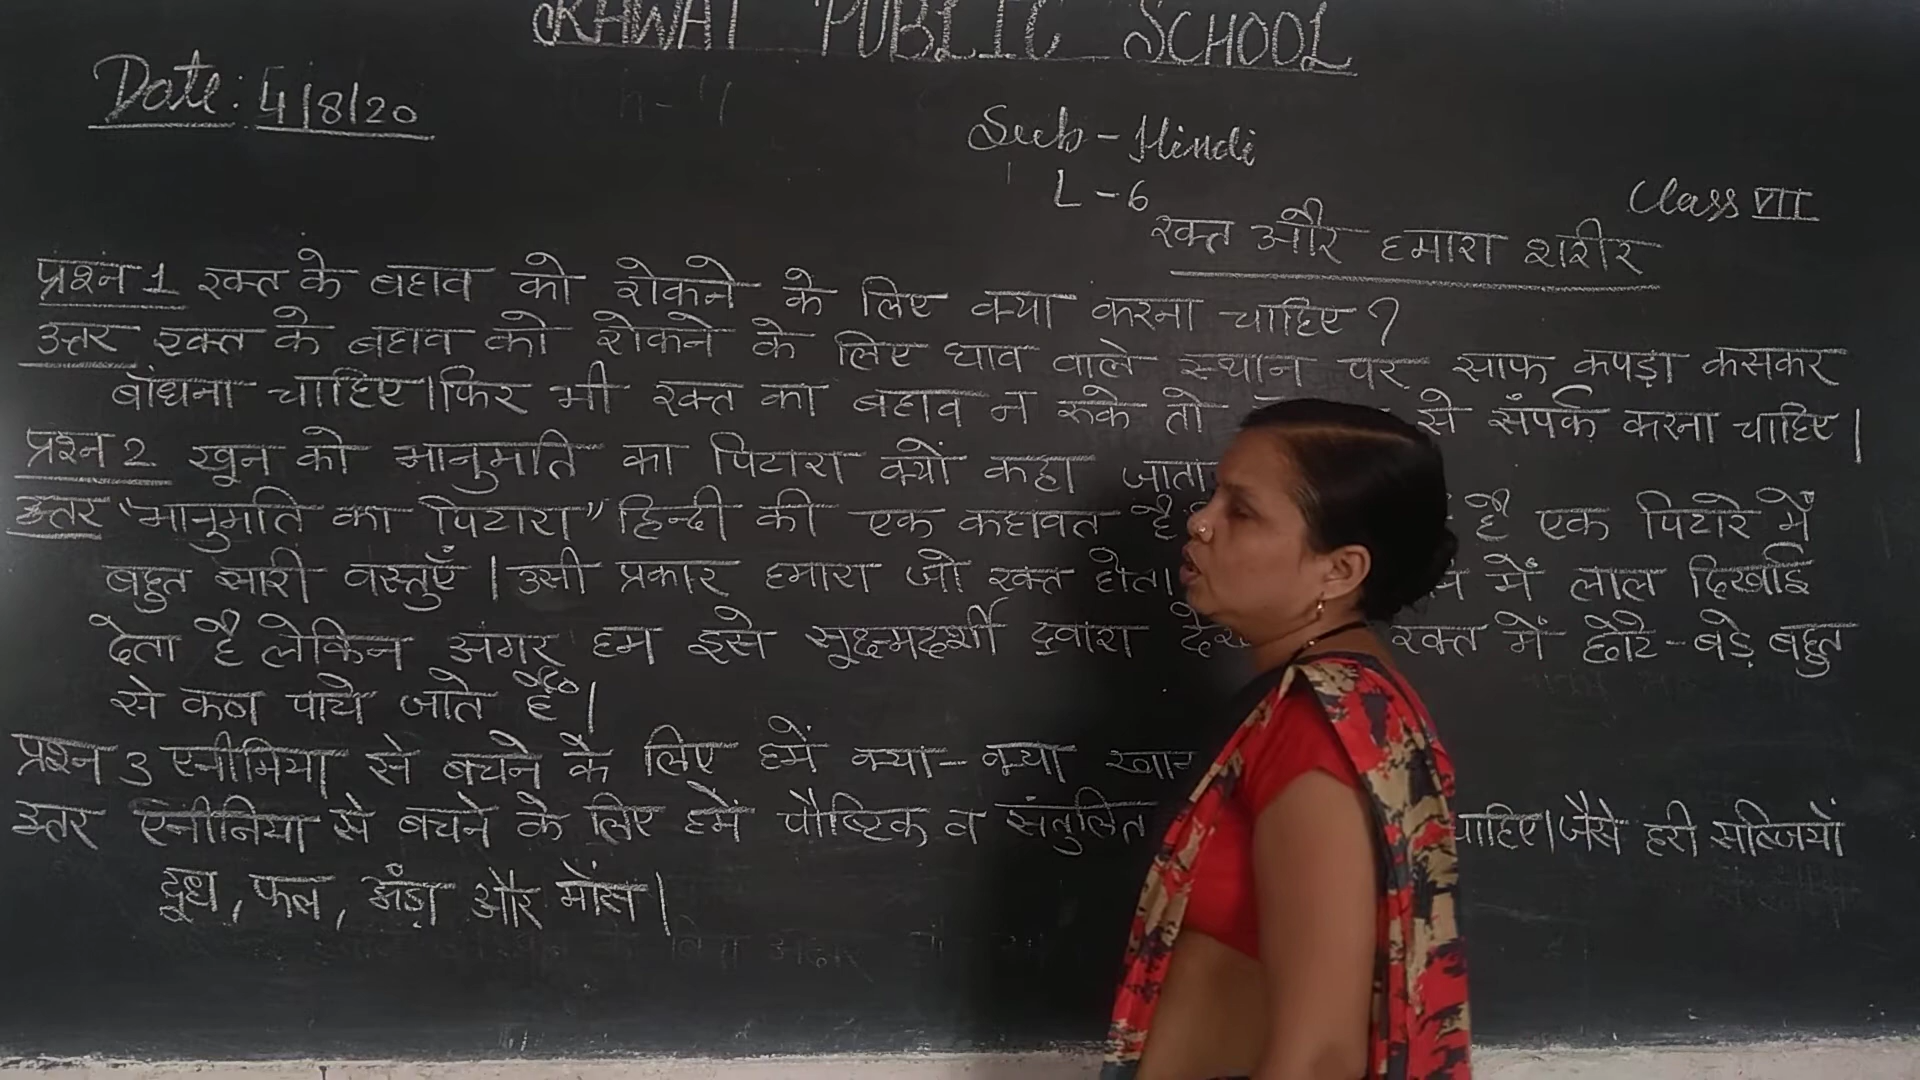 RAWAT PUBLIC SCHOOL
Date: 4/8/20
Sub - Hindi
L - 6
Class VII
रक्त और हमारा शरीर
प्रश्न 1 रक्त के बहाव को रोकने के लिए क्या करना चाहिए ?
उत्तर रक्त के बहाव को रोकने के लिए घाव वाले स्थान पर साफ कपड़ा कसकर
बांधना चाहिए। फिर भी रक्त का बहाव न रुके तो से संपर्क करना चाहिए।
प्रश्न 2 खून को भानुमति का पिटारा क्यों कहा जाता
उत्तर "भानुमति का पिटारा" हिन्दी की एक कहावत है है एक पिटारे में
बहुत सारी वस्तुएँ। उसी प्रकार हमारा जो रक्त होता में लाल दिखाई
देता है लेकिन अगर हम इसे सूक्ष्मदर्शी द्वारा रक्त में छोटे-बड़े बहुत
से कण पाये जाते हैं।
प्रश्न 3 एनीमिया से बचने के लिए हमें क्या-क्या
उत्तर एनीनिया से बचने के लिए हमें पौष्टिक व संतुलित चाहिए। जैसे हरी सब्जियों
दूध, फल, अंडा और माँस।